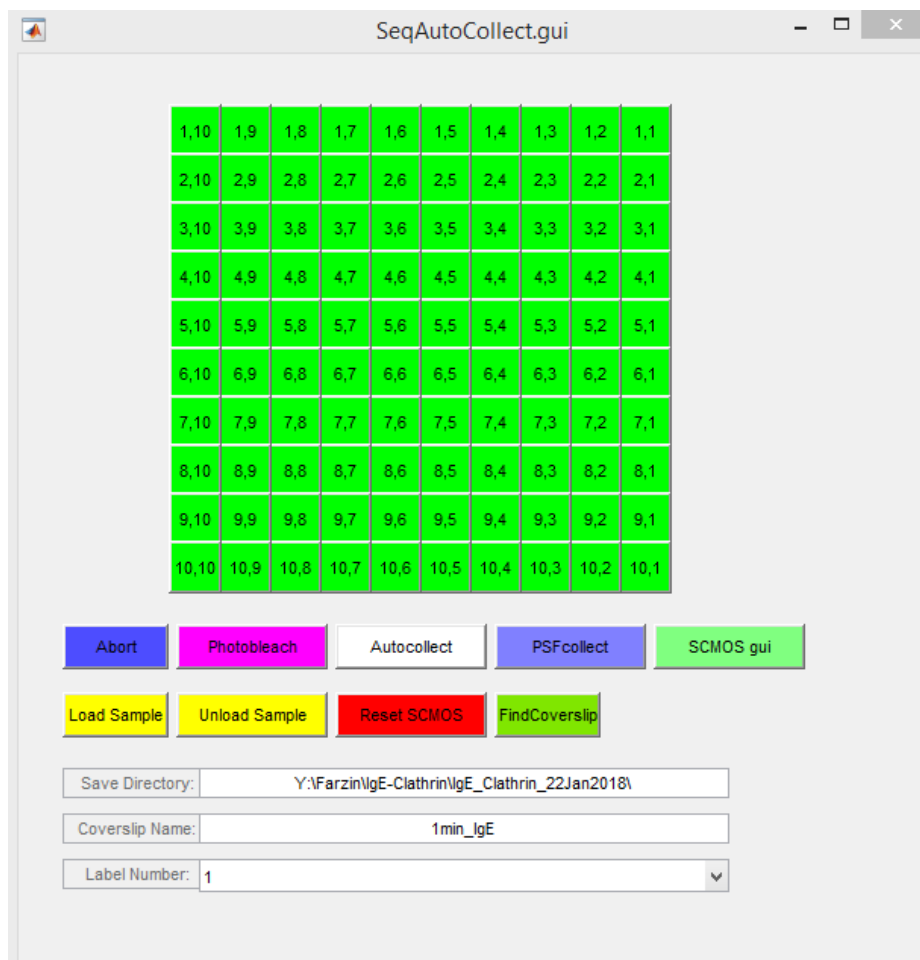 SeqAutoCollect.gui
1,10 1,9 1,8 1,7 1,6 1,5 1,4 1,3 1,2 1,1
2,10 2,9 2,8 2,7 2,6 2,5 2,4 2,3 2,2 2,1
3,10 3,9 3,8 3,7 3,6 3,5 3,4 3,3 3,2 3,1
4,10 4,9 4,8 4,7 4,6 4,5 4,4 4,3 4,2 4,1
5,10 5,9 5,8 5,7 5,6 5,5 5,4 5,3 5,2 5,1
6,10 6,9 6,8 6,7 6,6 6,5 6,4 6,3 6,2 6,1
7,10 7,9 7,8 7,7 7,6 7,5 7,4 7,3 7,2 7,1
8,10 8,9 8,8 8,7 8,6 8,5 8,4 8,3 8,2 8,1
9,10 9,9 9,8 9,7 9,6 9,5 9,4 9,3 9,2 9,1
10,10 10,9 10,8 10,7 10,6 10,5 10,4 10,3 10,2 10,1
Abort Photobleach Autocollect PSFcollect SCMOS gui
Load Sample Unload Sample Reset SCMOS FindCoverslip
Save Directory: Y:\Farzin\IgE-Clathrin\IgE_Clathrin_22Jan2018\
Coverslip Name: 1min_IgE
Label Number: 1